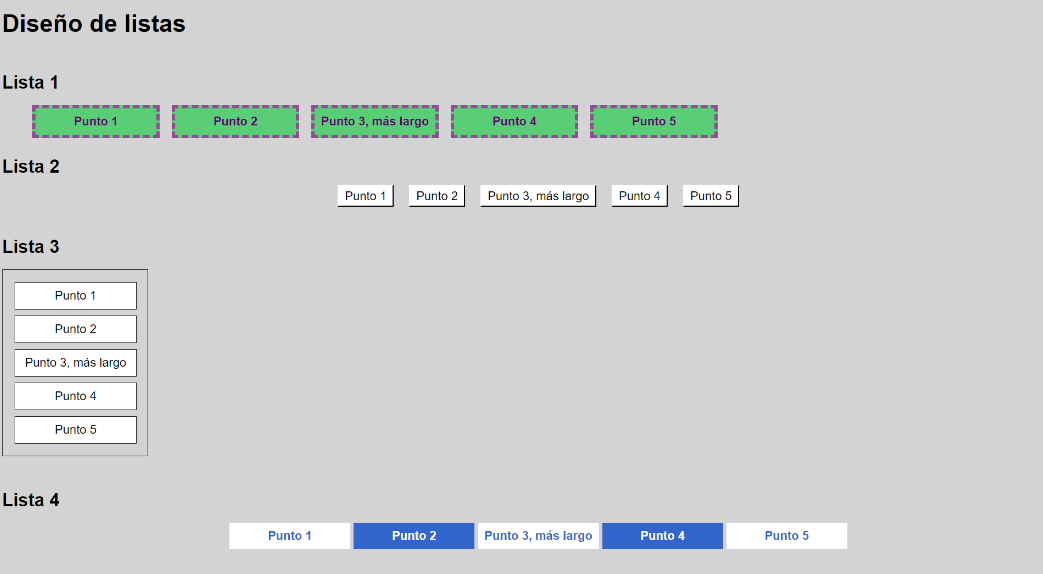 Diseño de listas
Lista 1
Punto 1 Punto 2 Punto 3, más largo Punto 4 Punto 5
Lista 2
Punto 1 Punto 2 Punto 3, más largo Punto 4 Punto 5
Lista 3
Punto 1
Punto 2
Punto 3, más largo
Punto 4
Punto 5
Lista 4
Punto 1 Punto 2 Punto 3, más largo Punto 4 Punto 5